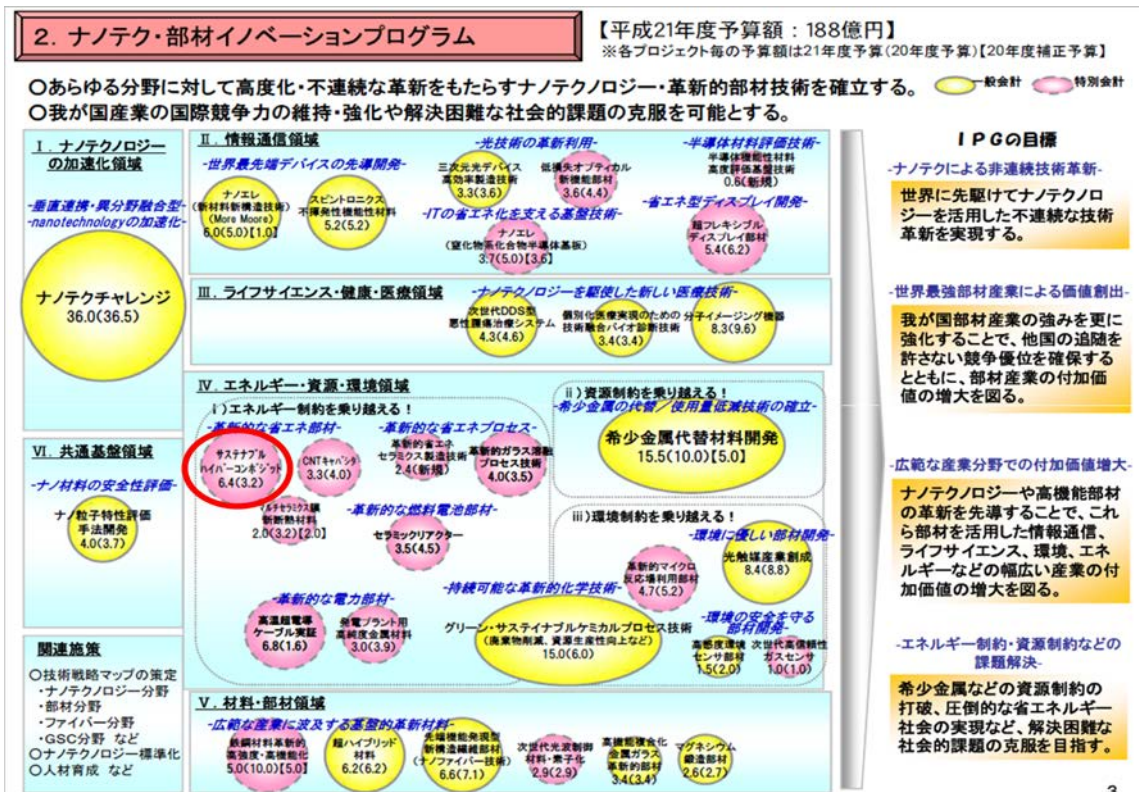 2．ナノテク・部材イノベーションプログラム
【平成21年度予算額：188億円】
※各プロジェクト毎の予算額は21年度予算(20年度予算)【20年度補正予算】
○あらゆる分野に対して高度化・不連続な革新をもたらすナノテクノロジー・革新的部材技術を確立する。
一般会計
特別会計
○我が国産業の国際競争力の維持・強化や解決困難な社会的課題の克服を可能とする。
Ⅰ．ナノテクノロジー
の加速化領域
-垂直連携・異分野融合型-
-nanotechnologyの加速化-
ナノテクチャレンジ
36.0(36.5)
Ⅵ．共通基盤領域
-ナノ材料の安全性評価-
ナノ粒子特性評価
手法開発
4.0(3.7)
関連施策
○技術戦略マップの策定
・ナノテクノロジー分野
・部材分野
・ファイバー分野
・GSC分野 など
○ナノテクノロジー標準化
○人材育成 など
Ⅱ．情報通信領域
-世界最先端デバイスの先導開発-
ナノエレ
(新材料新構造技術)
(More Moore)
6.0(5.0)【1.0】
スピントロニクス
不揮発性機能性材料
5.2(5.2)
-光技術の革新利用-
三次元光デバイス
高効率製造技術
3.3(3.6)
低損失オプティカル
新機能部材
3.6(4.4)
-ITの省エネ化を支える基盤技術-
ナノエレ
(窒化物系化合物半導体基板)
3.7(5.0)【3.6】
-半導体材料評価技術-
半導体機能性材料
高度評価基盤技術
0.6(新規)
-省エネ型ディスプレイ開発-
超フレキシブル
ディスプレイ部材
5.4(6.2)
Ⅲ．ライフサイエンス・健康・医療領域
-ナノテクノロジーを駆使した新しい医療技術-
次世代DDS型
悪性腫瘍治療システム
4.3(4.6)
個別化医療実現のための
技術融合バイオ診断技術
3.4(3.4)
分子イメージング機器
8.3(9.6)
Ⅳ．エネルギー・資源・環境領域
ⅰ)エネルギー制約を乗り越える！
-革新的な省エネ部材-
サステナブル
ハイパーコンポジット
6.4(3.2)
CNTキャパシタ
3.3(4.0)
マルチセラミクス膜
新断熱材料
2.0(3.2)【2.0】
-革新的な省エネプロセス-
革新的省エネ
セラミクス製造技術
2.4(新規)
革新的ガラス溶融
プロセス技術
4.0(3.5)
-革新的な燃料電池部材-
セラミックリアクター
3.5(4.5)
-革新的な電力部材-
高温超電導
ケーブル実証
6.8(1.6)
発電プラント用
高純度金属材料
3.0(3.9)
ⅱ)資源制約を乗り越える！
-希少金属の代替／使用量低減技術の確立-
希少金属代替材料開発
15.5(10.0)【5.0】
ⅲ)環境制約を乗り越える！
-環境に優しい部材開発-
光触媒産業創成
8.4(8.8)
革新的マイクロ
反応場利用部材
4.7(5.2)
-持続可能な革新的化学技術-
グリーン・サステイナブルケミカルプロセス技術
(廃棄物削減、資源生産性向上など)
15.0(6.0)
-環境の安全を守る
部材開発-
高感度環境
センサ部材
1.5(2.0)
次世代高信頼性
ガスセンサ
1.0(1.0)
Ⅴ．材料・部材領域
-広範な産業に波及する基盤的革新材料-
鉄鋼材料革新的
高強度・高機能化
5.0(10.0)【5.0】
超ハイブリッド
材料
6.2(6.2)
先端機能発現型
新構造繊維部材
(ナノファイバー技術)
6.6(7.1)
次世代光波制御
材料・素子化
2.9(2.9)
高機能複合化
金属ガラス
革新的部材
3.4(3.4)
マグネシウム
鍛造部材
2.6(2.7)
ＩＰＧの目標
-ナノテクによる非連続技術革新-
世界に先駆けてナノテクノロ
ジーを活用した不連続な技術
革新を実現する。
-世界最強部材産業による価値創出-
我が国部材産業の強みを更に
強化することで、他国の追随を
許さない競争優位を確保する
とともに、部材産業の付加価
値の増大を図る。
-広範な産業分野での付加価値増大-
ナノテクノロジーや高機能部材
の革新を先導することで、これ
ら部材を活用した情報通信、
ライフサイエンス、環境、エネ
ルギーなどの幅広い産業の付
加価値の増大を図る。
-エネルギー制約・資源制約などの
課題解決-
希少金属などの資源制約の
打破、圧倒的な省エネルギー
社会の実現など、解決困難な
社会的課題の克服を目指す。
3